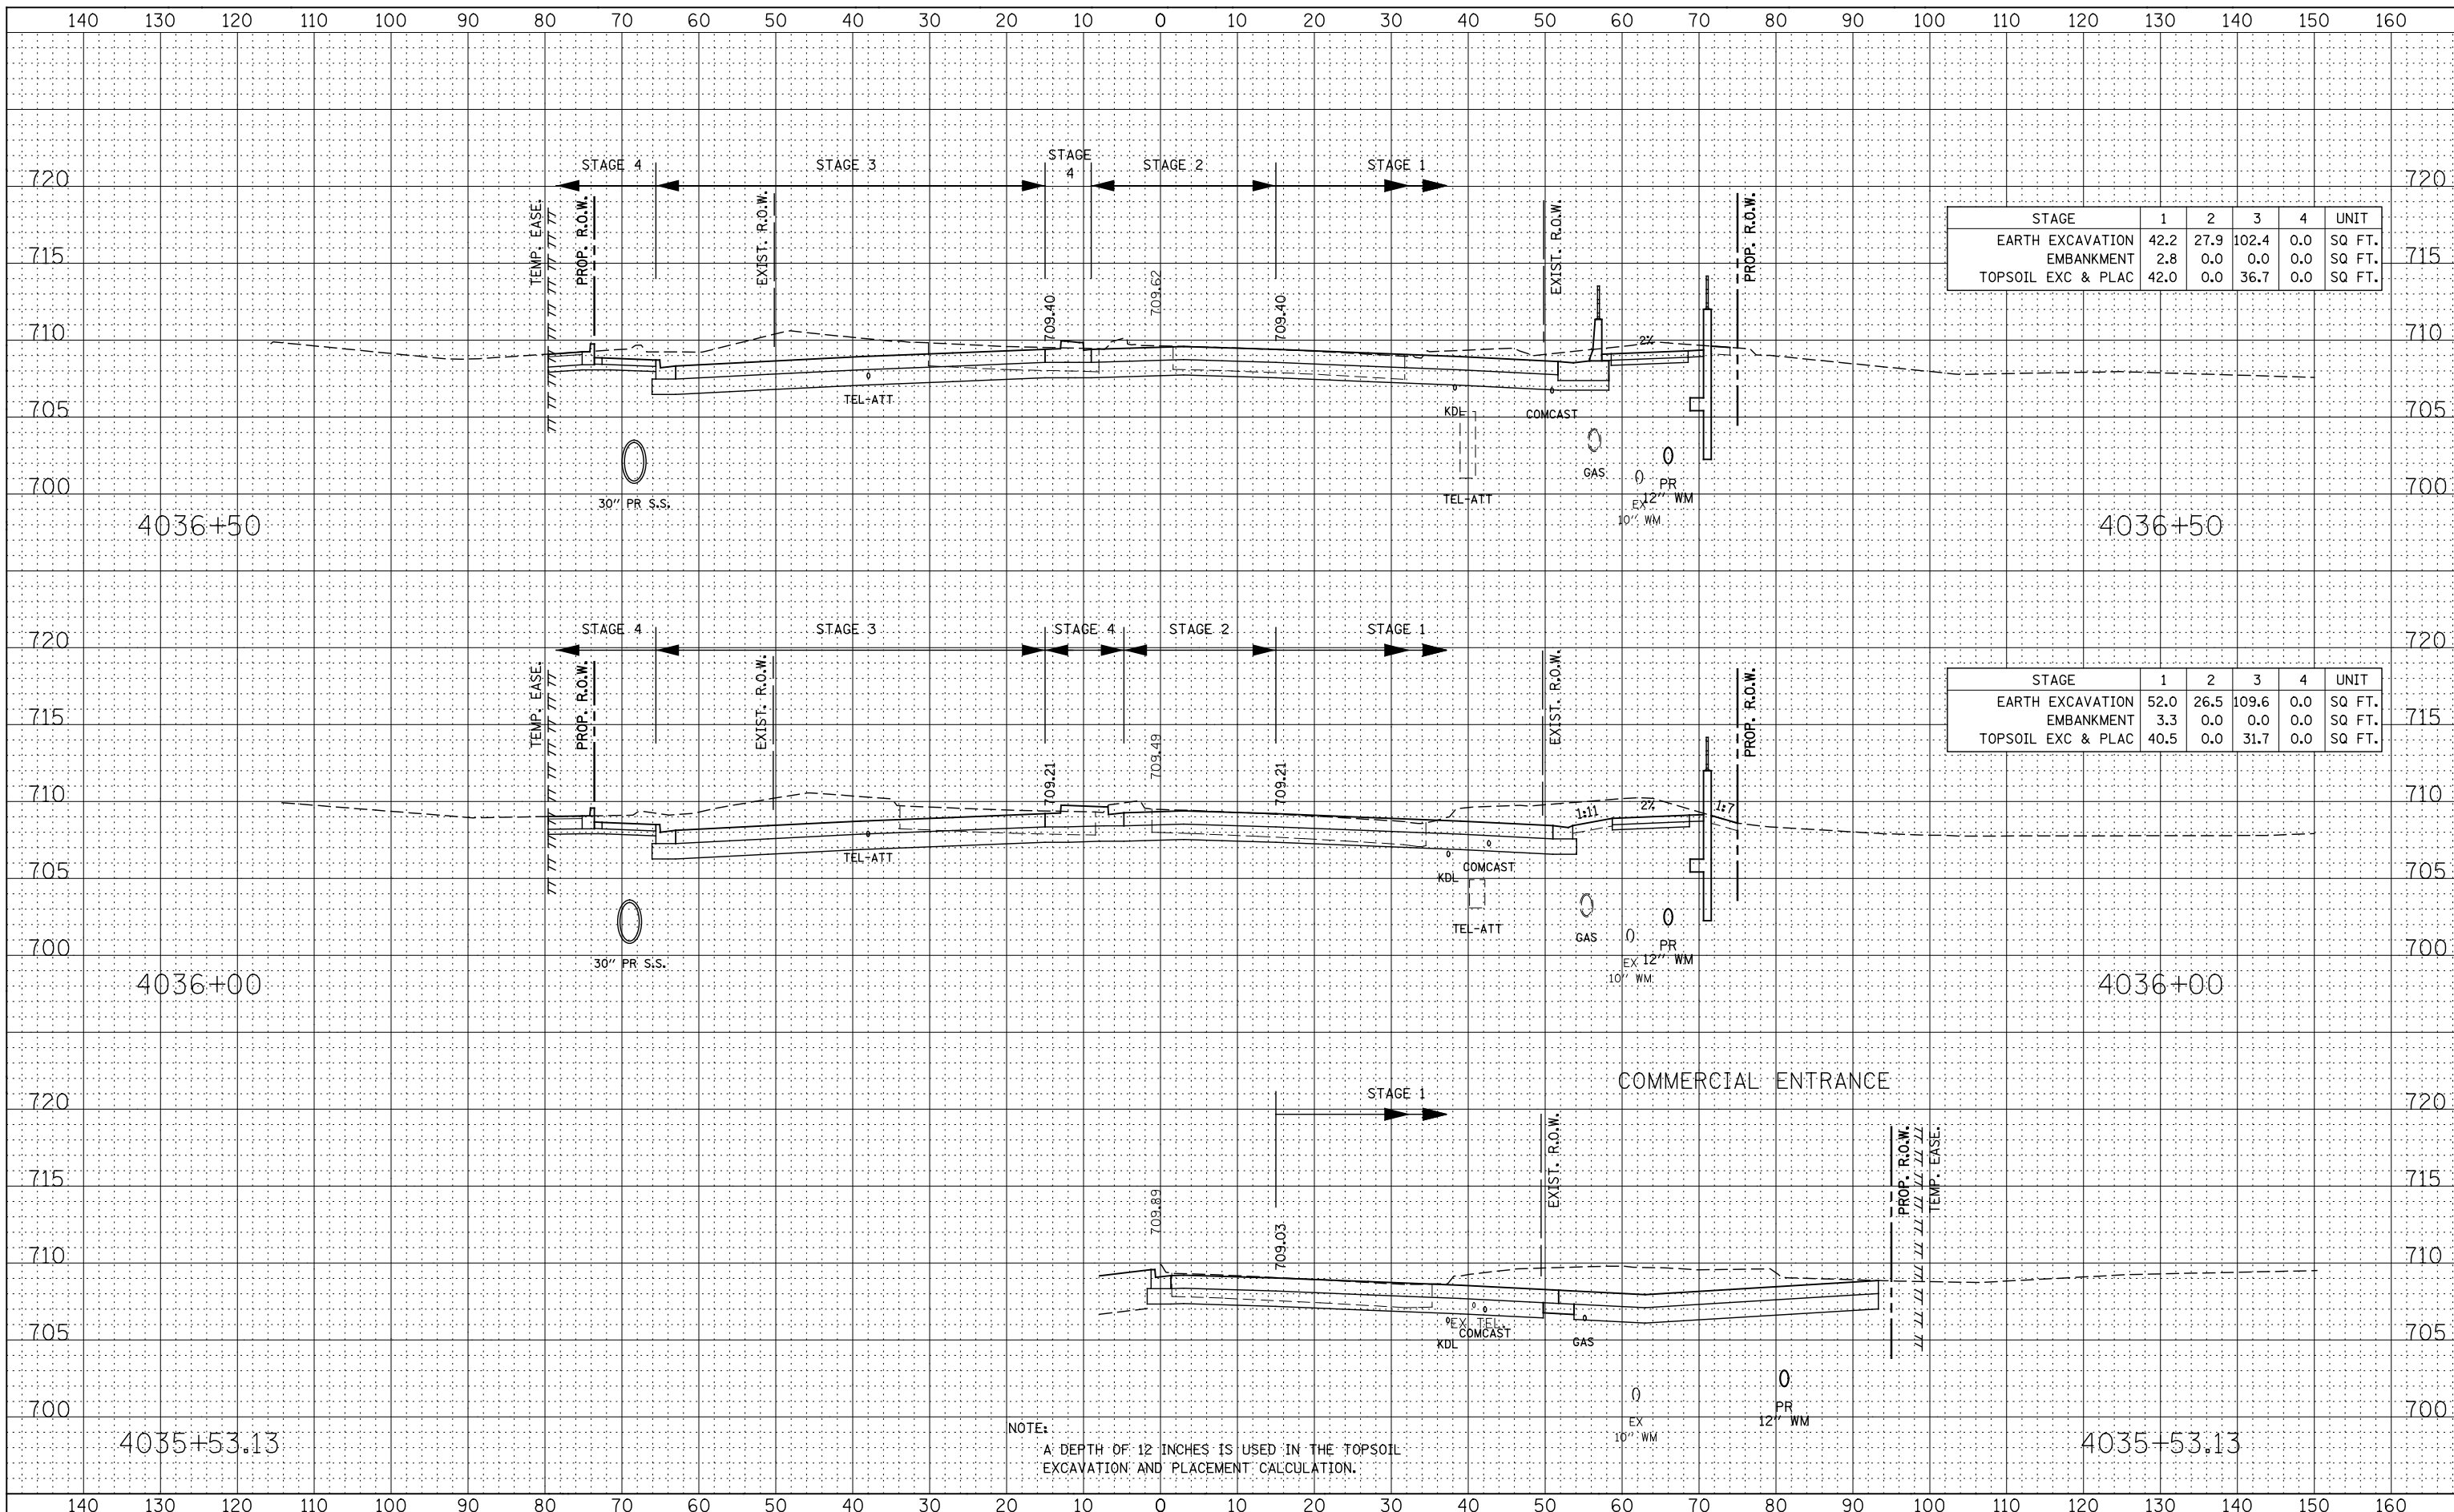 140 130 120 110 100 90 80 70 60 50 40 30 20 10 0 10 20 30 40 50 60 70 80 90 100 110 120 130 140 150 160
STAGE 4
STAGE 3
STAGE
4
STAGE 2
STAGE 1
720
720
TEMP. EASE.
PROP. R.O.W.
EXIST. R.O.W.
EXIST. R.O.W.
PROP. R.O.W.
STAGE 1 2 3 4 UNIT
EARTH EXCAVATION 42.2 27.9 102.4 0.0 SQ FT.
EMBANKMENT 2.8 0.0 0.0 0.0 SQ FT.
TOPSOIL EXC & PLAC 42.0 0.0 36.7 0.0 SQ FT.
715
715
709.40
709.62
709.40
710
710
2%
TEL-ATT
KDL
COMCAST
705
705
GAS
30" PR S.S.
TEL-ATT
PR
12" WM
EX
10" WM
700
700
4036+50
4036+50
STAGE 4
STAGE 3
STAGE 4
STAGE 2
STAGE 1
720
720
TEMP. EASE.
PROP. R.O.W.
EXIST. R.O.W.
EXIST. R.O.W.
PROP. R.O.W.
STAGE 1 2 3 4 UNIT
EARTH EXCAVATION 52.0 26.5 109.6 0.0 SQ FT.
EMBANKMENT 3.3 0.0 0.0 0.0 SQ FT.
TOPSOIL EXC & PLAC 40.5 0.0 31.7 0.0 SQ FT.
715
715
709.21
709.49
709.21
710
710
1:11
2%
1:7
TEL-ATT
COMCAST
KDL
705
705
TEL-ATT
GAS
30" PR S.S.
PR
12" WM
EX
10" WM
700
700
4036+00
4036+00
COMMERCIAL ENTRANCE
STAGE 1
720
720
EXIST. R.O.W.
PROP. R.O.W.
TEMP. EASE.
715
715
709.89
709.03
710
710
EX TEL.
COMCAST
KDL
GAS
705
705
700
700
PR
12" WM
EX
10" WM
4035+53.13
4035+53.13
NOTE:
A DEPTH OF 12 INCHES IS USED IN THE TOPSOIL
EXCAVATION AND PLACEMENT CALCULATION.
140 130 120 110 100 90 80 70 60 50 40 30 20 10 0 10 20 30 40 50 60 70 80 90 100 110 120 130 140 150 160